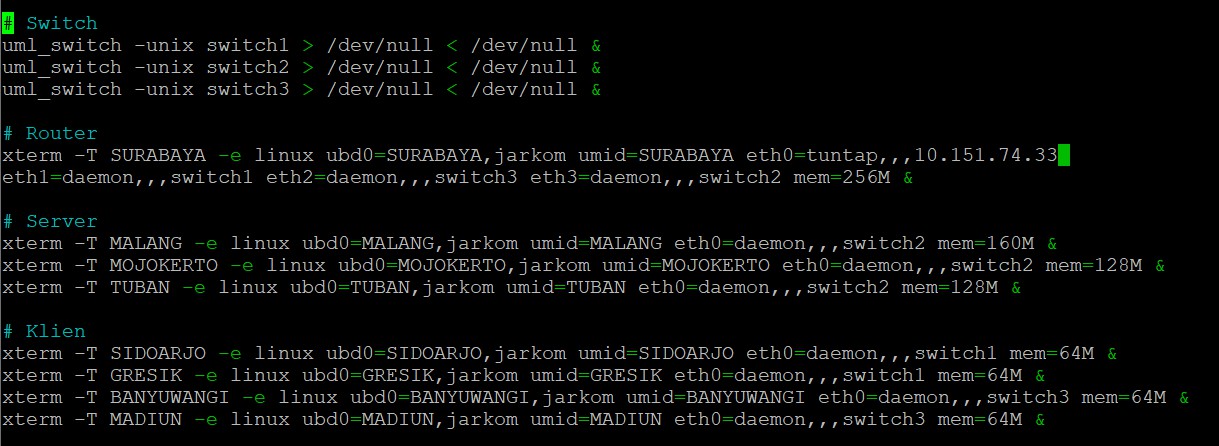 # Switch
uml_switch -unix switch1 > /dev/null < /dev/null &
uml_switch -unix switch2 > /dev/null < /dev/null &
uml_switch -unix switch3 > /dev/null < /dev/null &
# Router
xterm -T SURABAYA -e linux ubd0=SURABAYA,jarkom umid=SURABAYA eth0=tuntap,,,10.151.74.33
eth1=daemon,,,switch1 eth2=daemon,,,switch3 eth3=daemon,,,switch2 mem=256M &
# Server
xterm -T MALANG -e linux ubd0=MALANG,jarkom umid=MALANG eth0=daemon,,,switch2 mem=160M &
xterm -T MOJOKERTO -e linux ubd0=MOJOKERTO,jarkom umid=MOJOKERTO eth0=daemon,,,switch2 mem=128M &
xterm -T TUBAN -e linux ubd0=TUBAN,jarkom umid=TUBAN eth0=daemon,,,switch2 mem=128M &
# Klien
xterm -T SIDOARJO -e linux ubd0=SIDOARJO,jarkom umid=SIDOARJO eth0=daemon,,,switch1 mem=64M &
xterm -T GRESIK -e linux ubd0=GRESIK,jarkom umid=GRESIK eth0=daemon,,,switch1 mem=64M &
xterm -T BANYUWANGI -e linux ubd0=BANYUWANGI,jarkom umid=BANYUWANGI eth0=daemon,,,switch3 mem=64M &
xterm -T MADIUN -e linux ubd0=MADIUN,jarkom umid=MADIUN eth0=daemon,,,switch3 mem=64M &